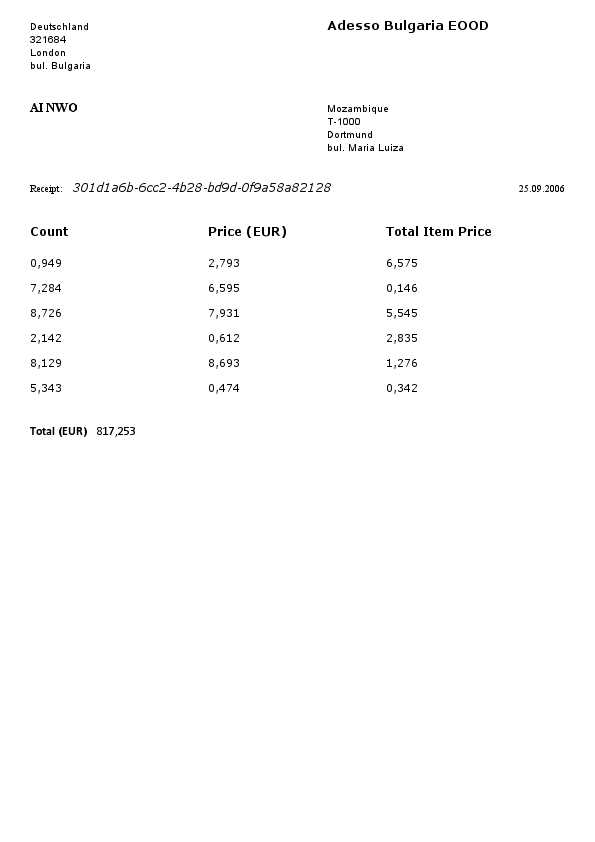 Deutschland
321684
London
bul. Bulgaria
Adesso Bulgaria EOOD
AI NWO
Mozambique
T-1000
Dortmund
bul. Maria Luiza
Receipt: 301d1a6b-6cc2-4b28-bd9d-0f9a58a82128 25.09.2006
Count Price (EUR) Total Item Price
0,949 2,793 6,575
7,284 6,595 0,146
8,726 7,931 5,545
2,142 0,612 2,835
8,129 8,693 1,276
5,343 0,474 0,342
Total (EUR) 817,253